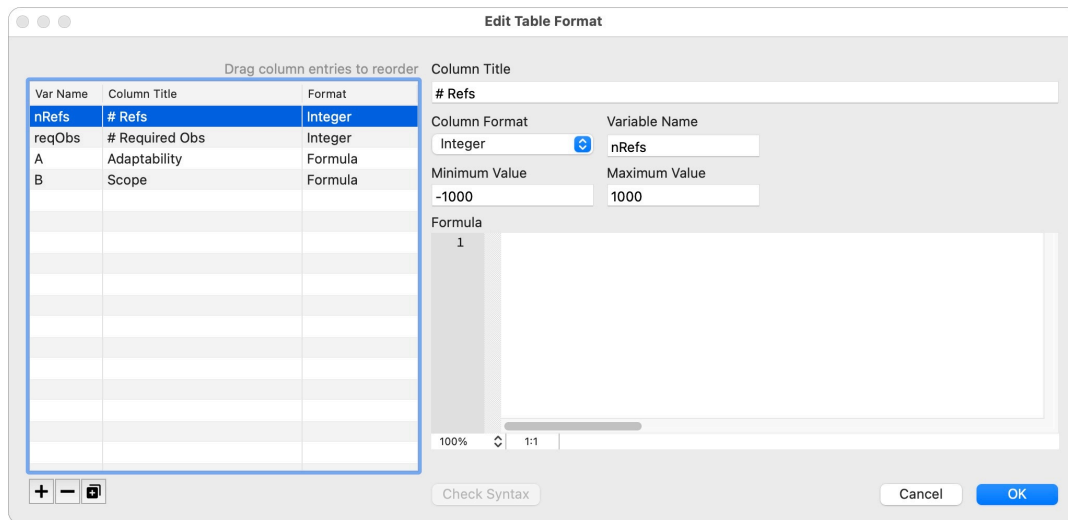 Edit Table Format
Drag column entries to reorder
Var Name Column Title Format
nRefs # Refs Integer
reqObs # Required Obs Integer
A Adaptability Formula
B Scope Formula
Column Title
# Refs
Column Format Variable Name
Integer nRefs
Minimum Value Maximum Value
-1000 1000
Formula
1
100% 1:1
Check Syntax Cancel OK